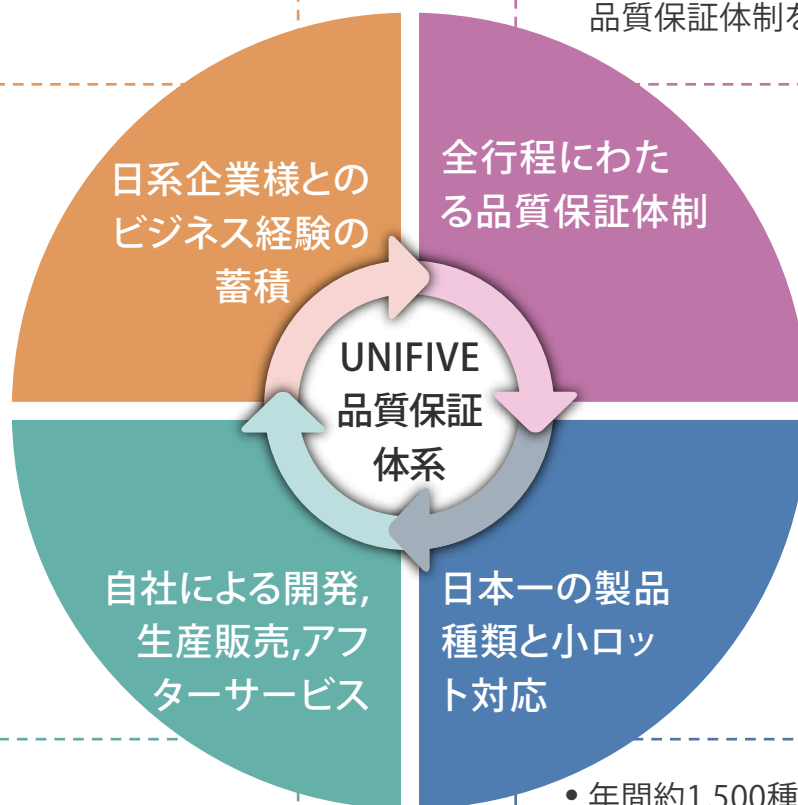 品質保証体制を
日系企業様との
ビジネス経験の
蓄積
全行程にわた
る品質保証体制
UNIFIVE
品質保証
体系
自社による開発,
生産販売,アフ
ターサービス
日本一の製品
種類と小ロッ
ト対応
• 年間約1,500種